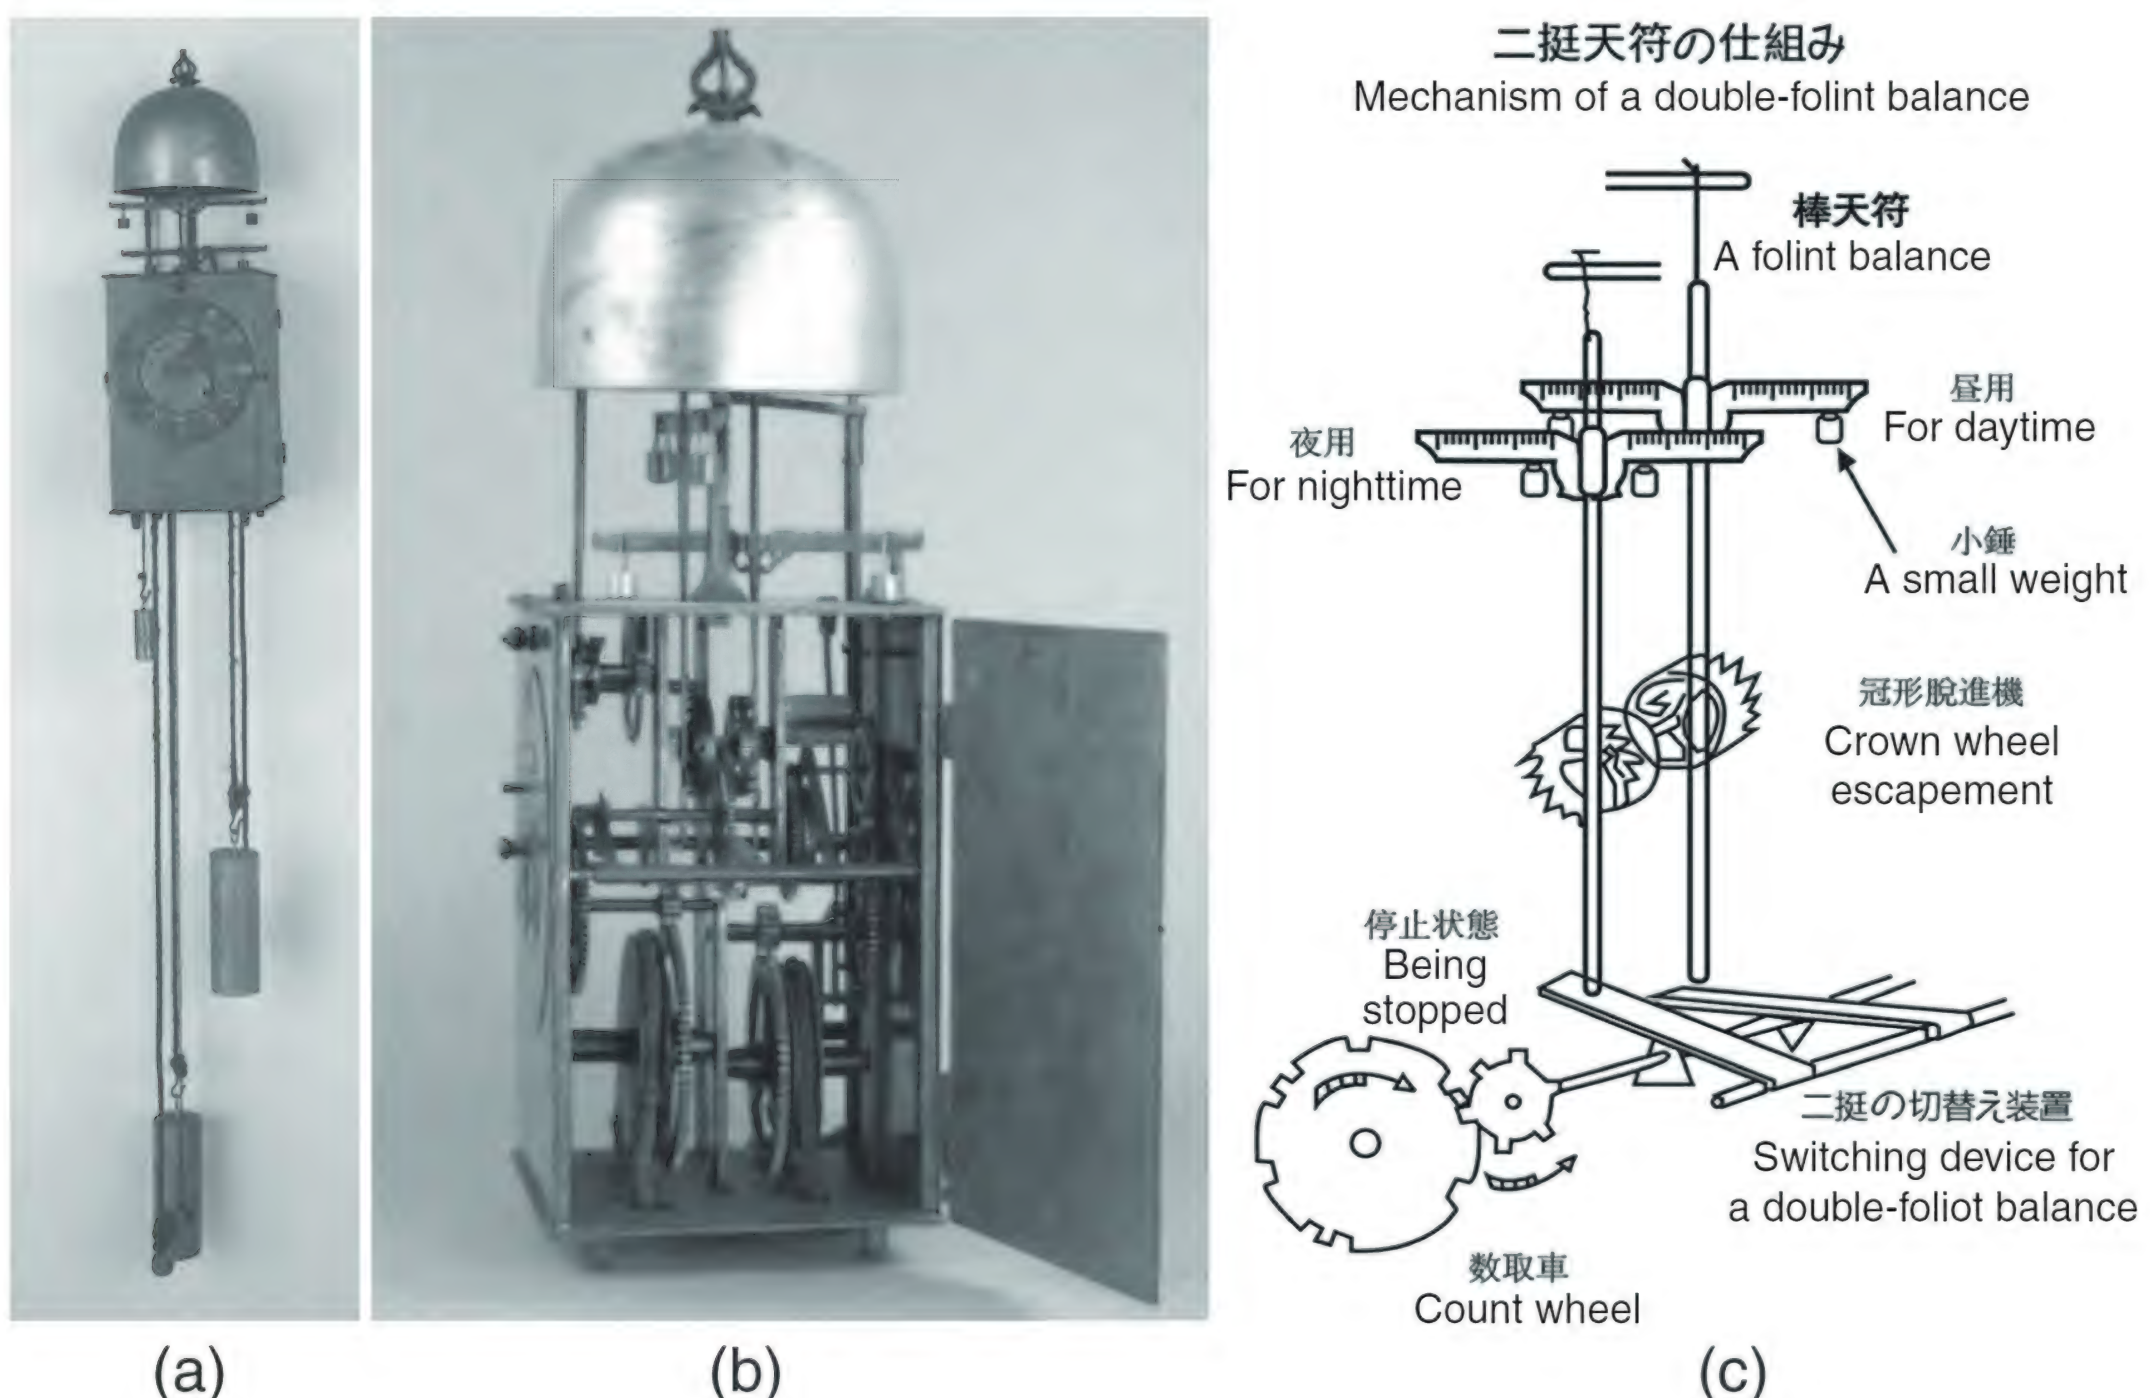 二挺天符の仕組み
Mechanism of a double-folint balance
棒天符
A folint balance
昼用
For daytime
夜用
For nighttime
小錘
A small weight
冠形脱進機
Crown wheel
escapement
停止状態
Being
stopped
二挺の切替え装置
Switching device for
a double-foliot balance
数取車
Count wheel
(a)
(b)
(c)